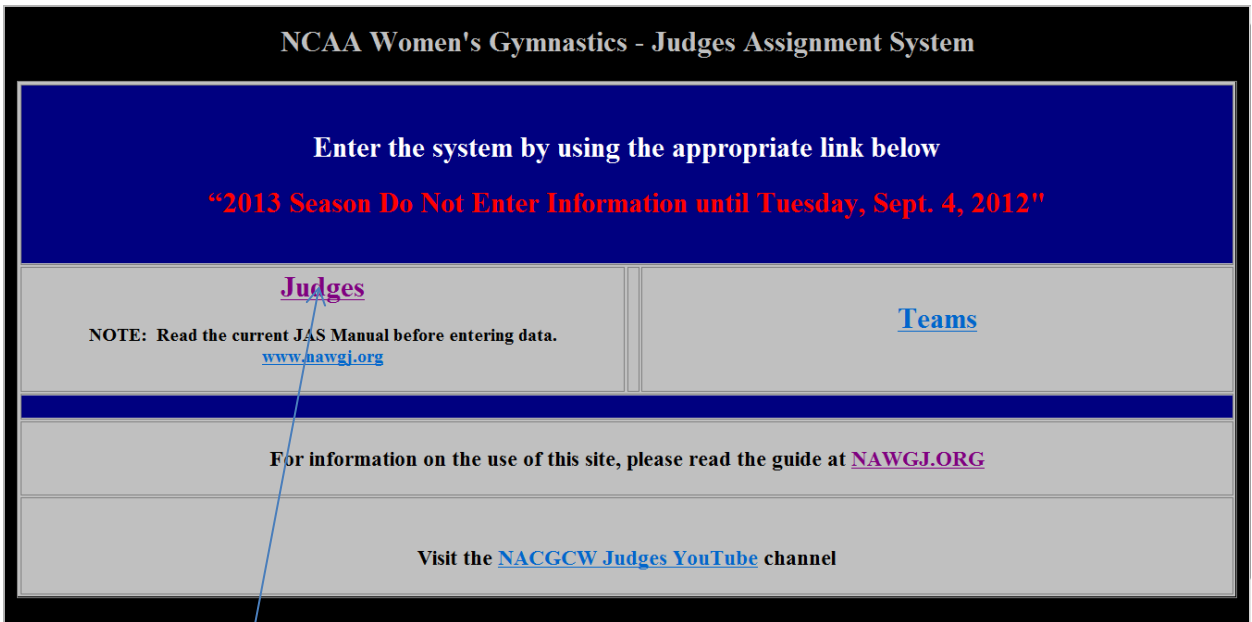 NCAA Women's Gymnastics - Judges Assignment System
Enter the system by using the appropriate link below
“2013 Season Do Not Enter Information until Tuesday, Sept. 4, 2012"
Judges
NOTE:  Read the current JAS Manual before entering data.
www.nawgj.org
Teams
For information on the use of this site, please read the guide at NAWGJ.ORG
Visit the NACGCW Judges YouTube channel